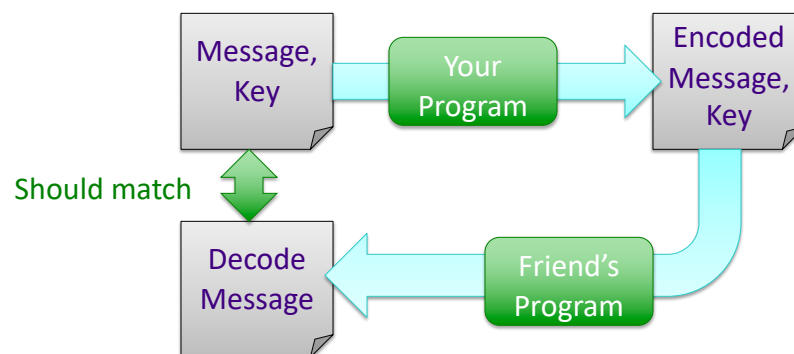 Message,
Key
Your
Program
Encoded
Message,
Key
Should match
Decode
Message
Friend’s
Program